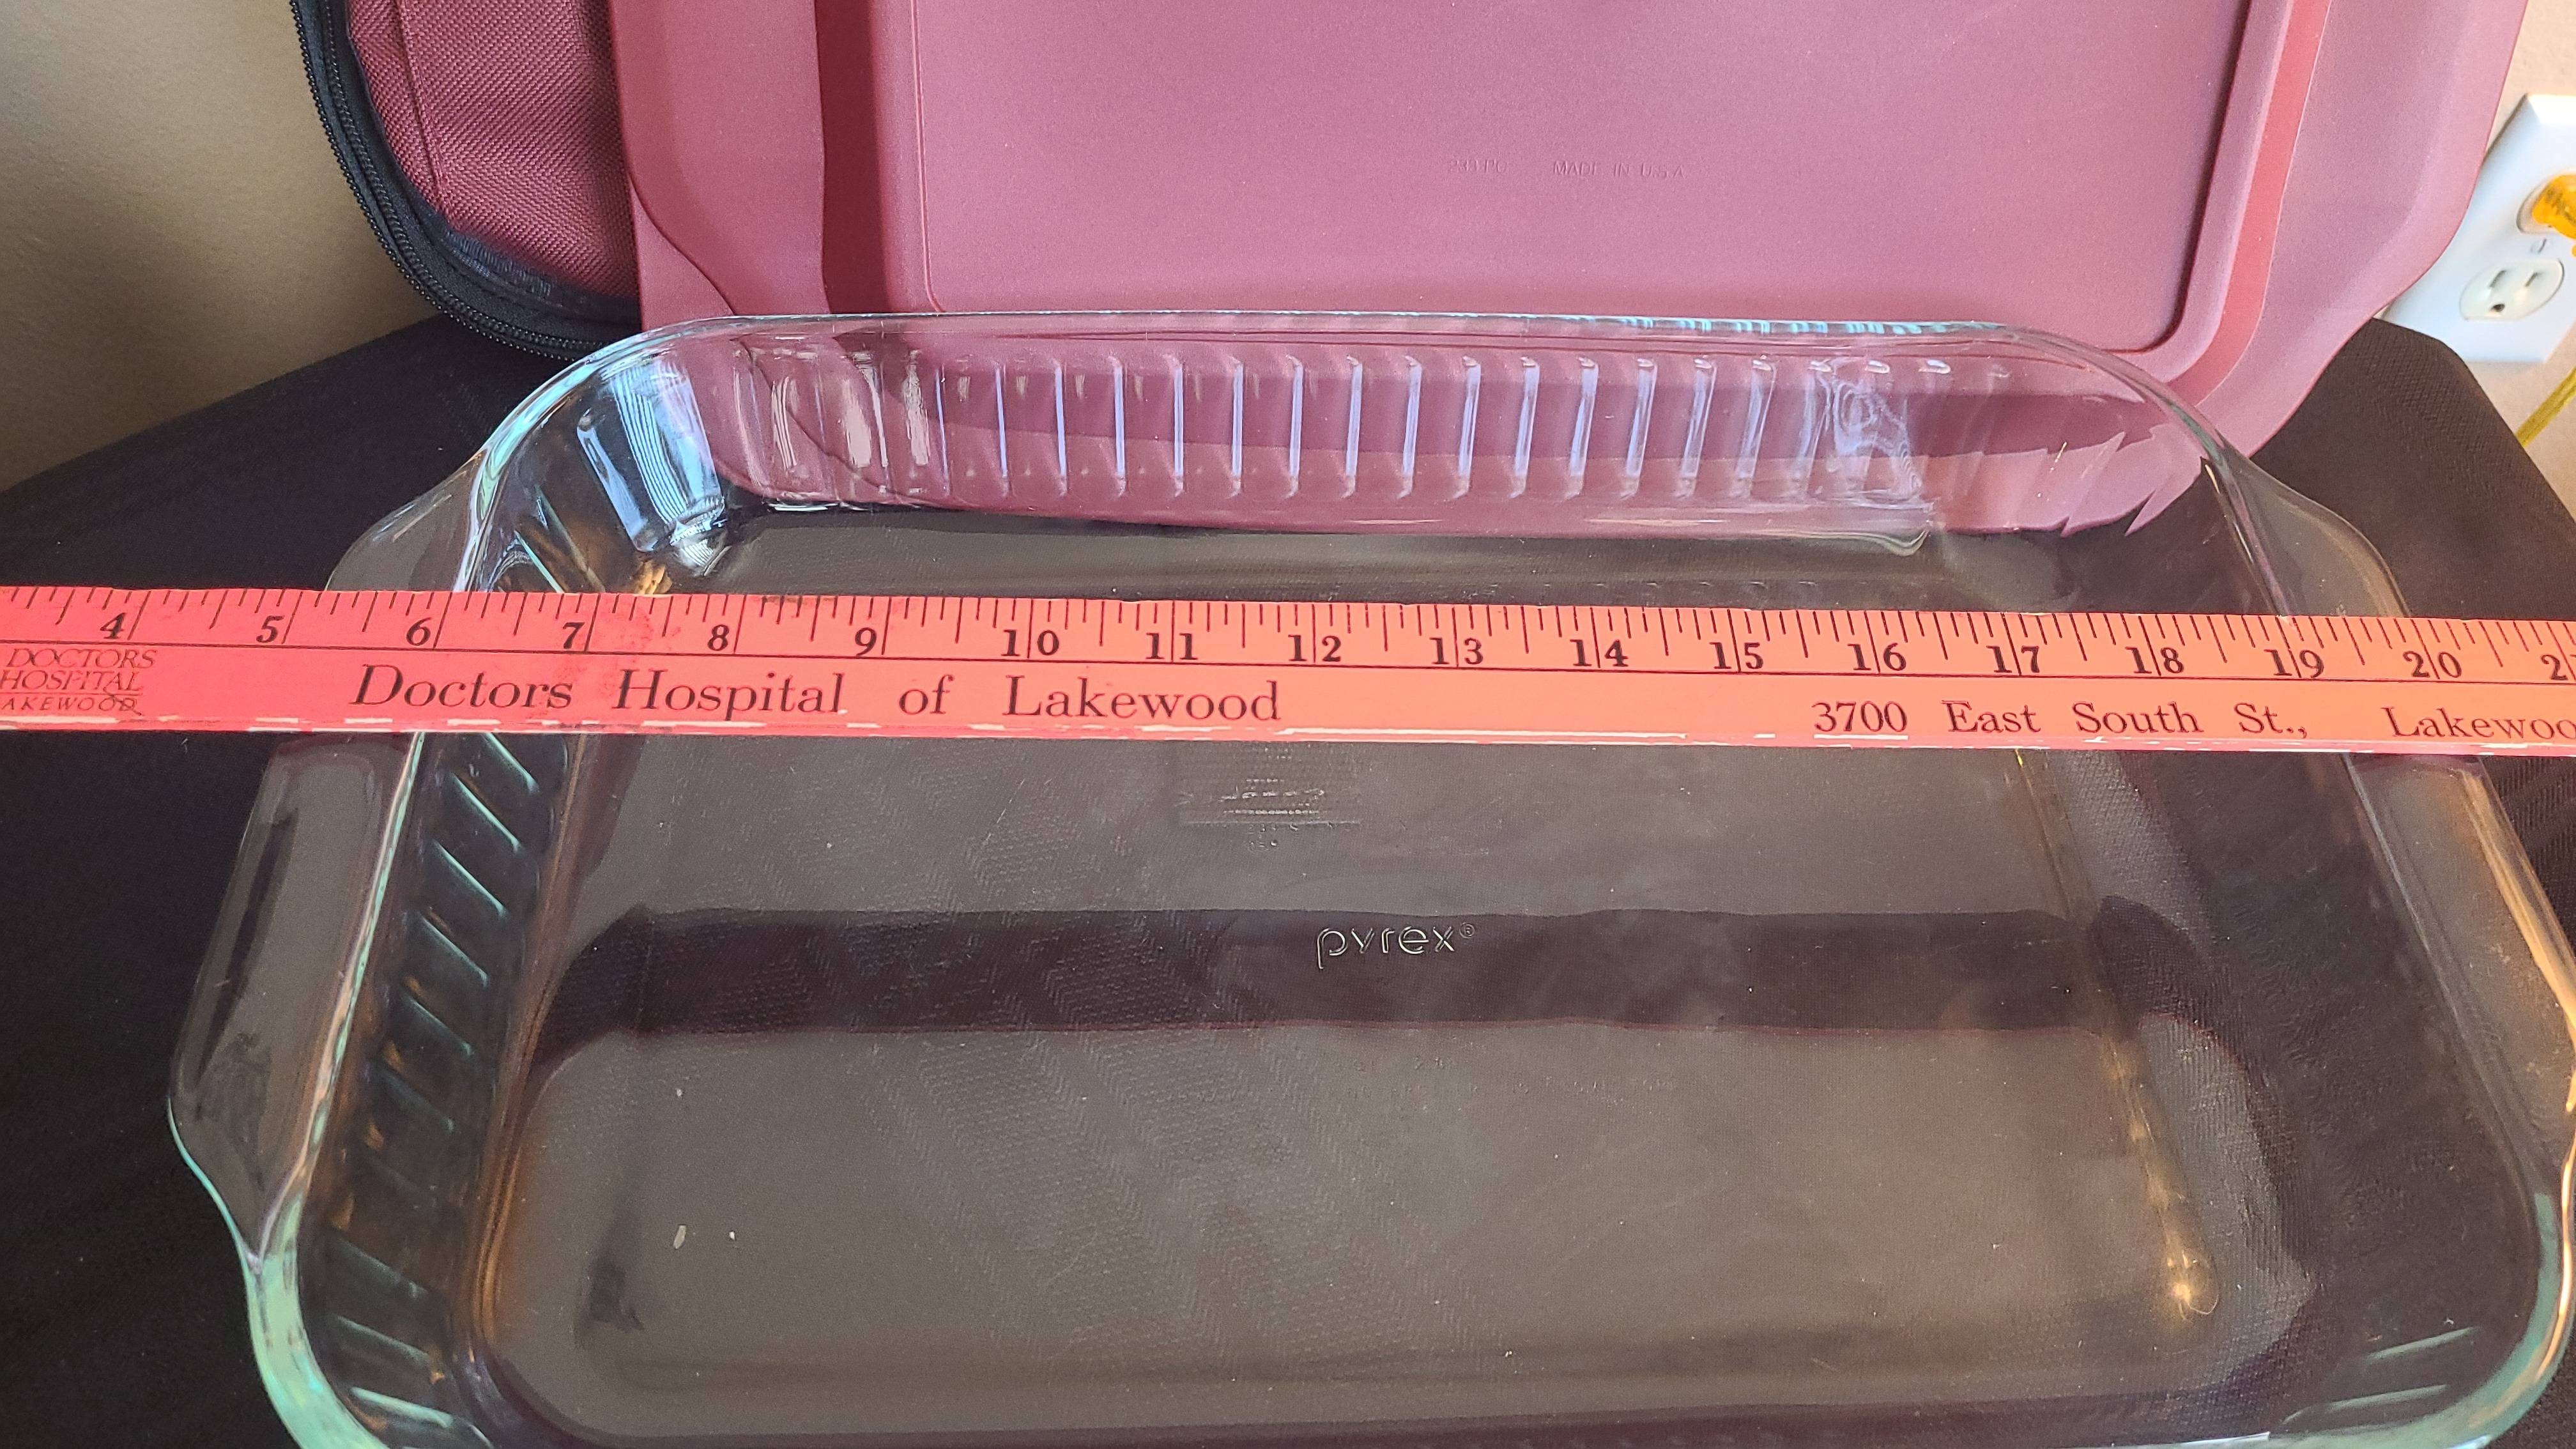 MADE IN U.S.A
4 5 6 7 8 9 10 11 12 13 14 15 16 17 18 19 20
DOCTORS
HOSPITAL
LAKEWOOD
Doctors Hospital of Lakewood
3700 East South St., Lakewoo
pyrex®